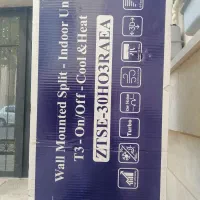 Wall Mounted Split - Indoor Un
T3 - On/Off - Cool & Heat
ZTSE-30HO3RAEA
Turbo